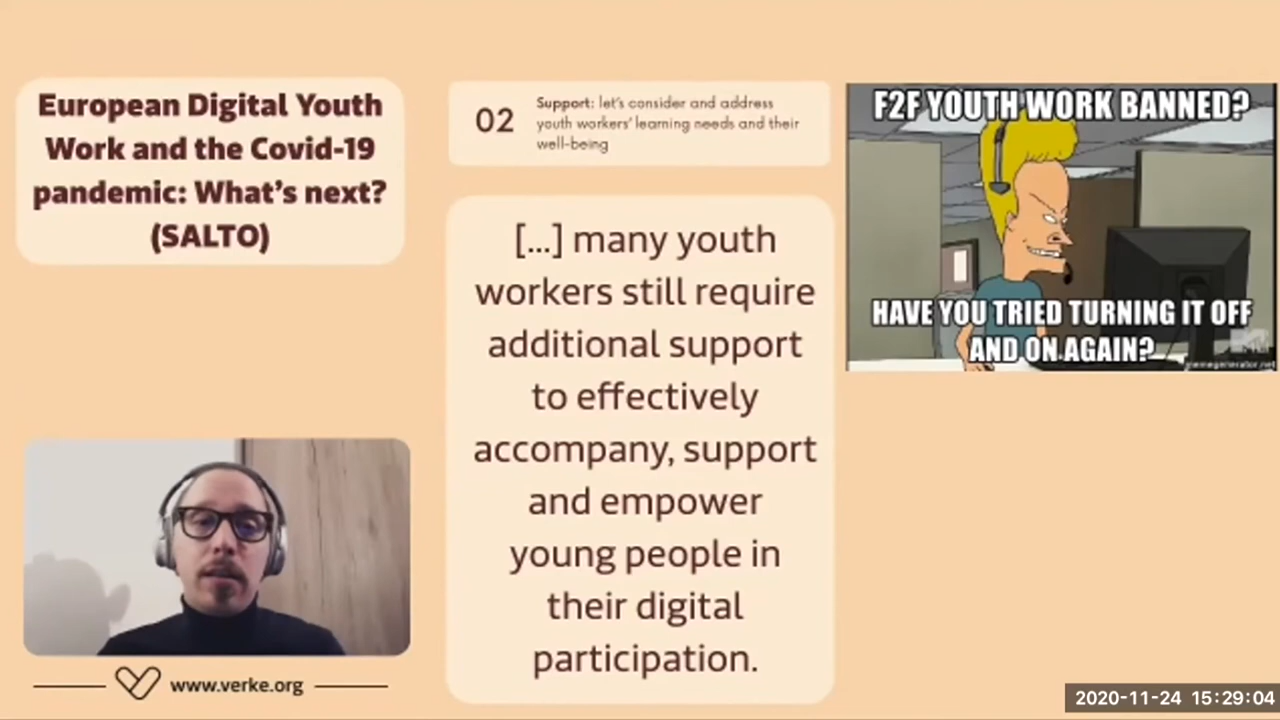 European Digital Youth
Work and the Covid-19
pandemic: What's next?
(SALTO)
02
Support: let's consider and address
youth workers' learning needs and their
well-being
[...] many youth
workers still require
additional support
to effectively
accompany, support
and empower
young people in
their digital
participation.
F2F YOUTH WORK BANNED?
HAVE YOU TRIED TURNING IT OFF
AND ON AGAIN?
memegenerator.net
www.verke.org
2020-11-24 15:29:04